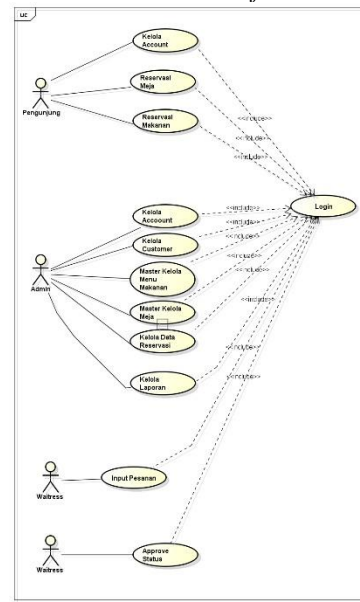 uc
Kelola
Account
Reservasi
Meja
Pengunjung
Reservasi
Makanan
<<include>>
<<include>>
<<include>>
Login
Kelola
Accoount
<<include>>
<<include>>
Kelola
Customer
<<include>>
<<include>>
Admin
Master Kelola
Menu
Makanan
<<include>>
Master Kelola
Meja
Kelola Data
Reservasi
Kelola
Laporan
<<include>>
<<include>>
Waitress
Input Pesanan
Waitress
Approve
Status